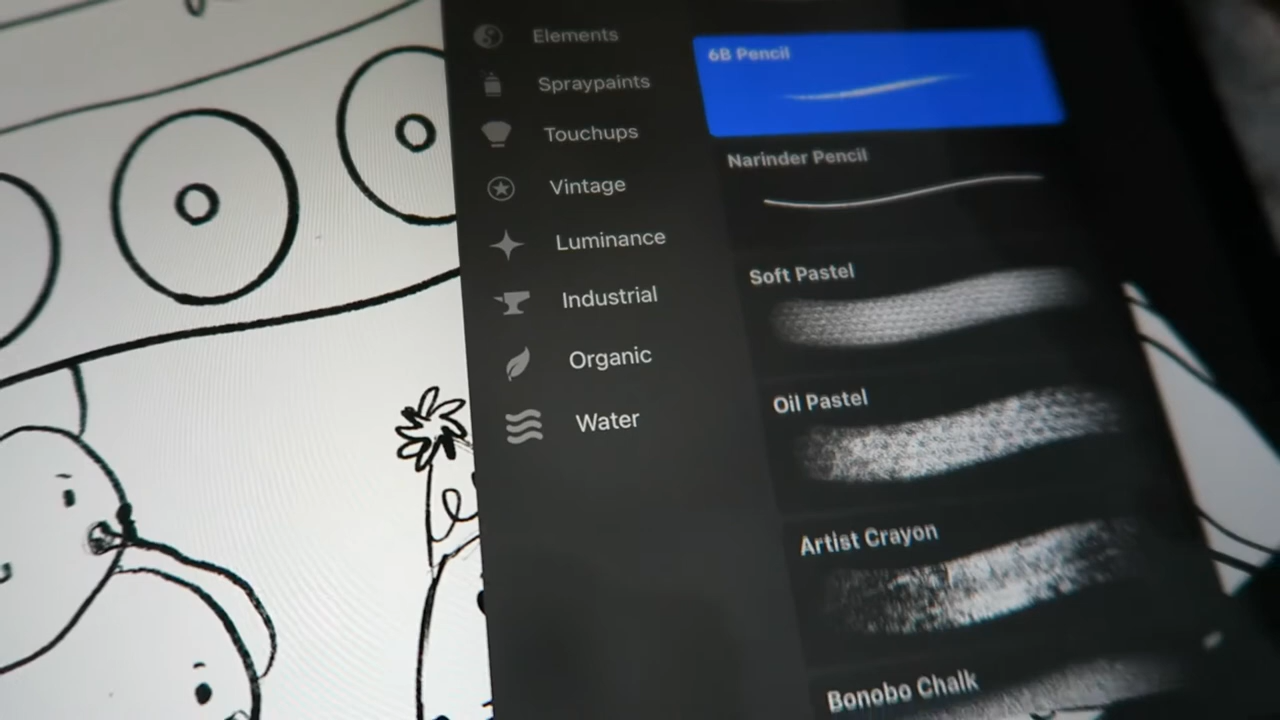 Elements
Spraypaints
Touchups
Vintage
Luminance
Industrial
Organic
Water
6B Pencil
Narinder Pencil
Soft Pastel
Oil Pastel
Artist Crayon
Bonobo Chalk